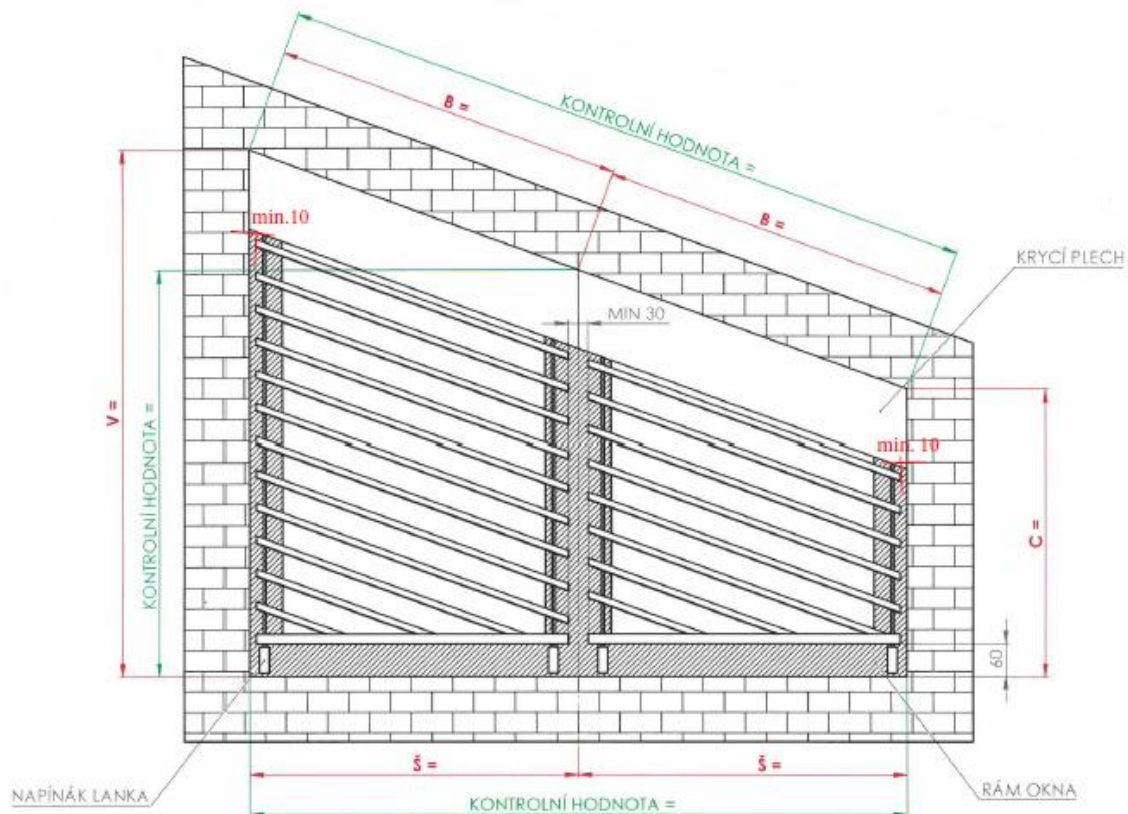 KONTROLNÍ HODNOTA =
B =
B =
min.10
KRYCÍ PLECH
MIN 30
V =
KONTROLNÍ HODNOTA =
min. 10
C =
60
Š =
Š =
NAPÍNÁK LANKA
RÁM OKNA
KONTROLNÍ HODNOTA =